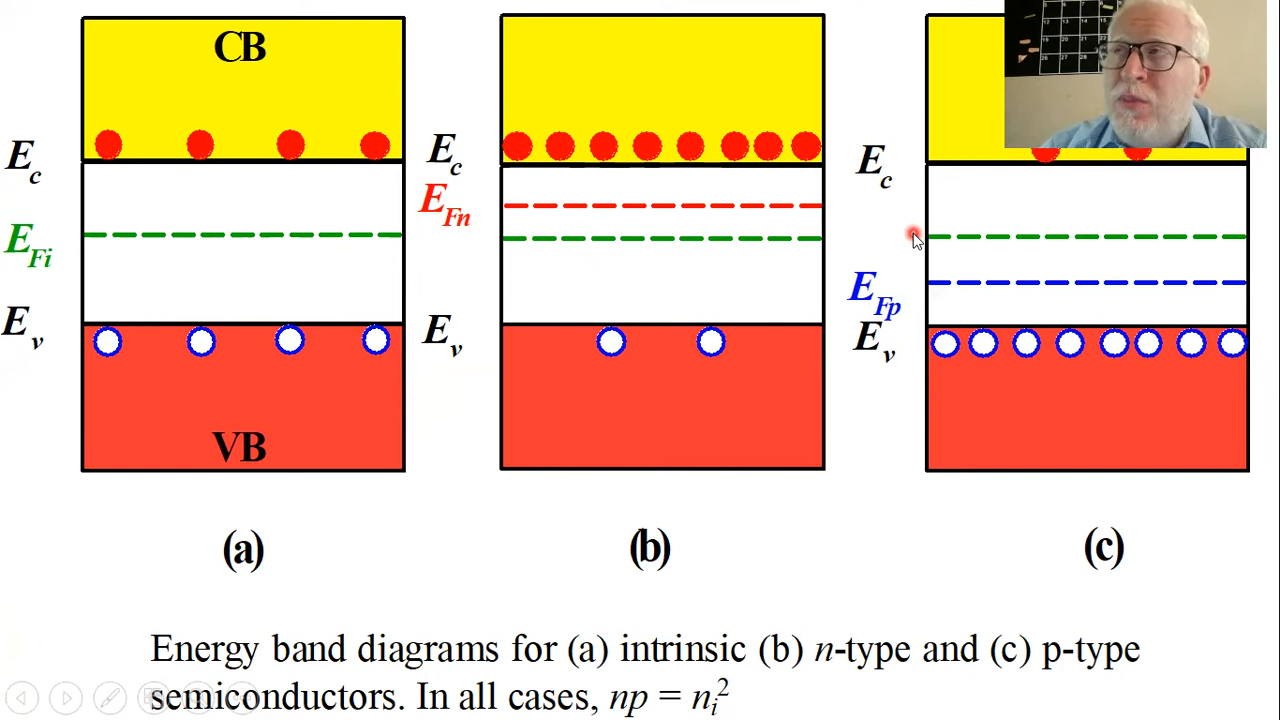 CB
E_c
E_Fi
E_v
VB
(a)
E_c
E_Fn
E_v
(b)
E_c
E_Fp
E_v
(c)
Energy band diagrams for (a) intrinsic (b) n-type and (c) p-type
semiconductors. In all cases, np = n_i^2